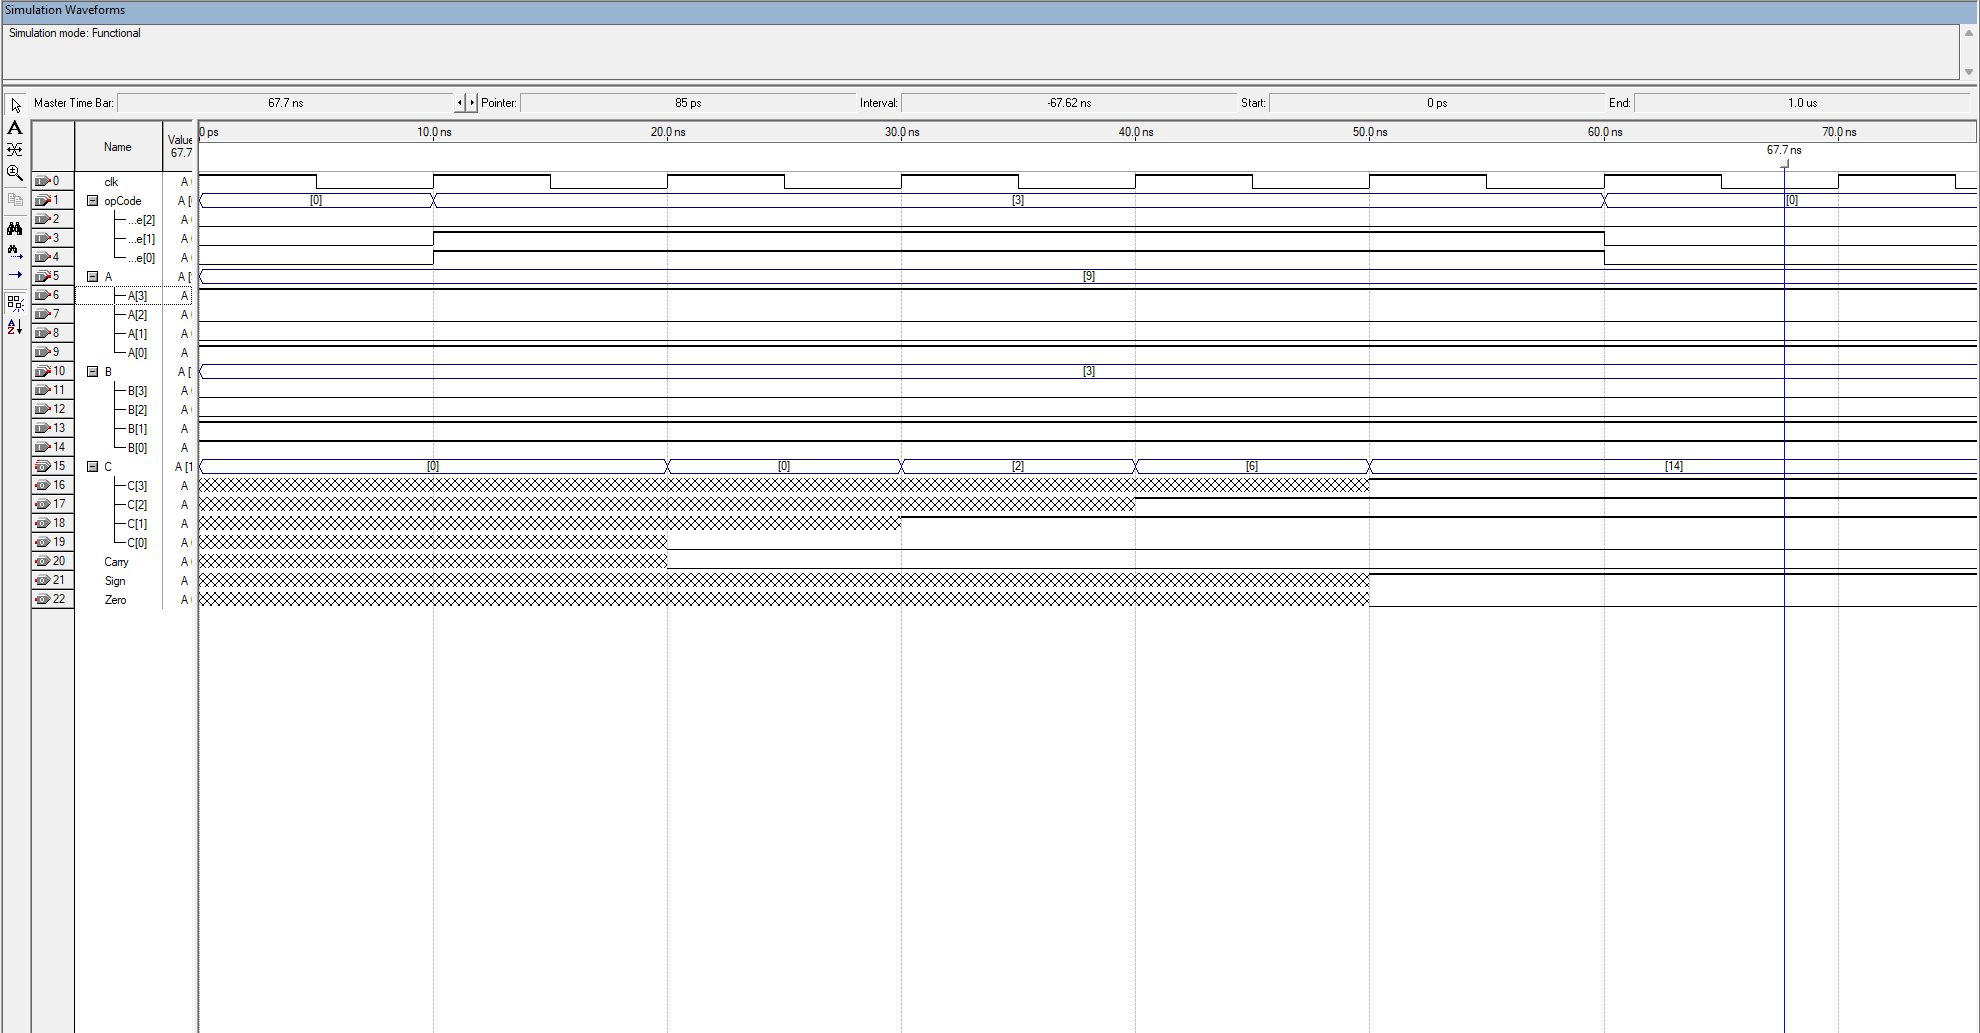 Simulation Waveforms
Simulation mode: Functional
Master Time Bar: 67.7 ns Pointer: 85 ps Interval: -67.62 ns Start: 0 ps End: 1.0 us
Name Value 67.7
0 ps 10.0 ns 20.0 ns 30.0 ns 40.0 ns 50.0 ns 60.0 ns 70.0 ns
67.7 ns
0 clk A
1 opCode A [ [0] [3] [0]
2 ...e[2] A
3 ...e[1] A
4 ...e[0] A
5 A A [ [9]
6 A[3] A
7 A[2] A
8 A[1] A
9 A[0] A
10 B A [ [3]
11 B[3] A
12 B[2] A
13 B[1] A
14 B[0] A
15 C A [1 [0] [0] [2] [6] [14]
16 C[3] A
17 C[2] A
18 C[1] A
19 C[0] A
20 Carry A
21 Sign A
22 Zero A